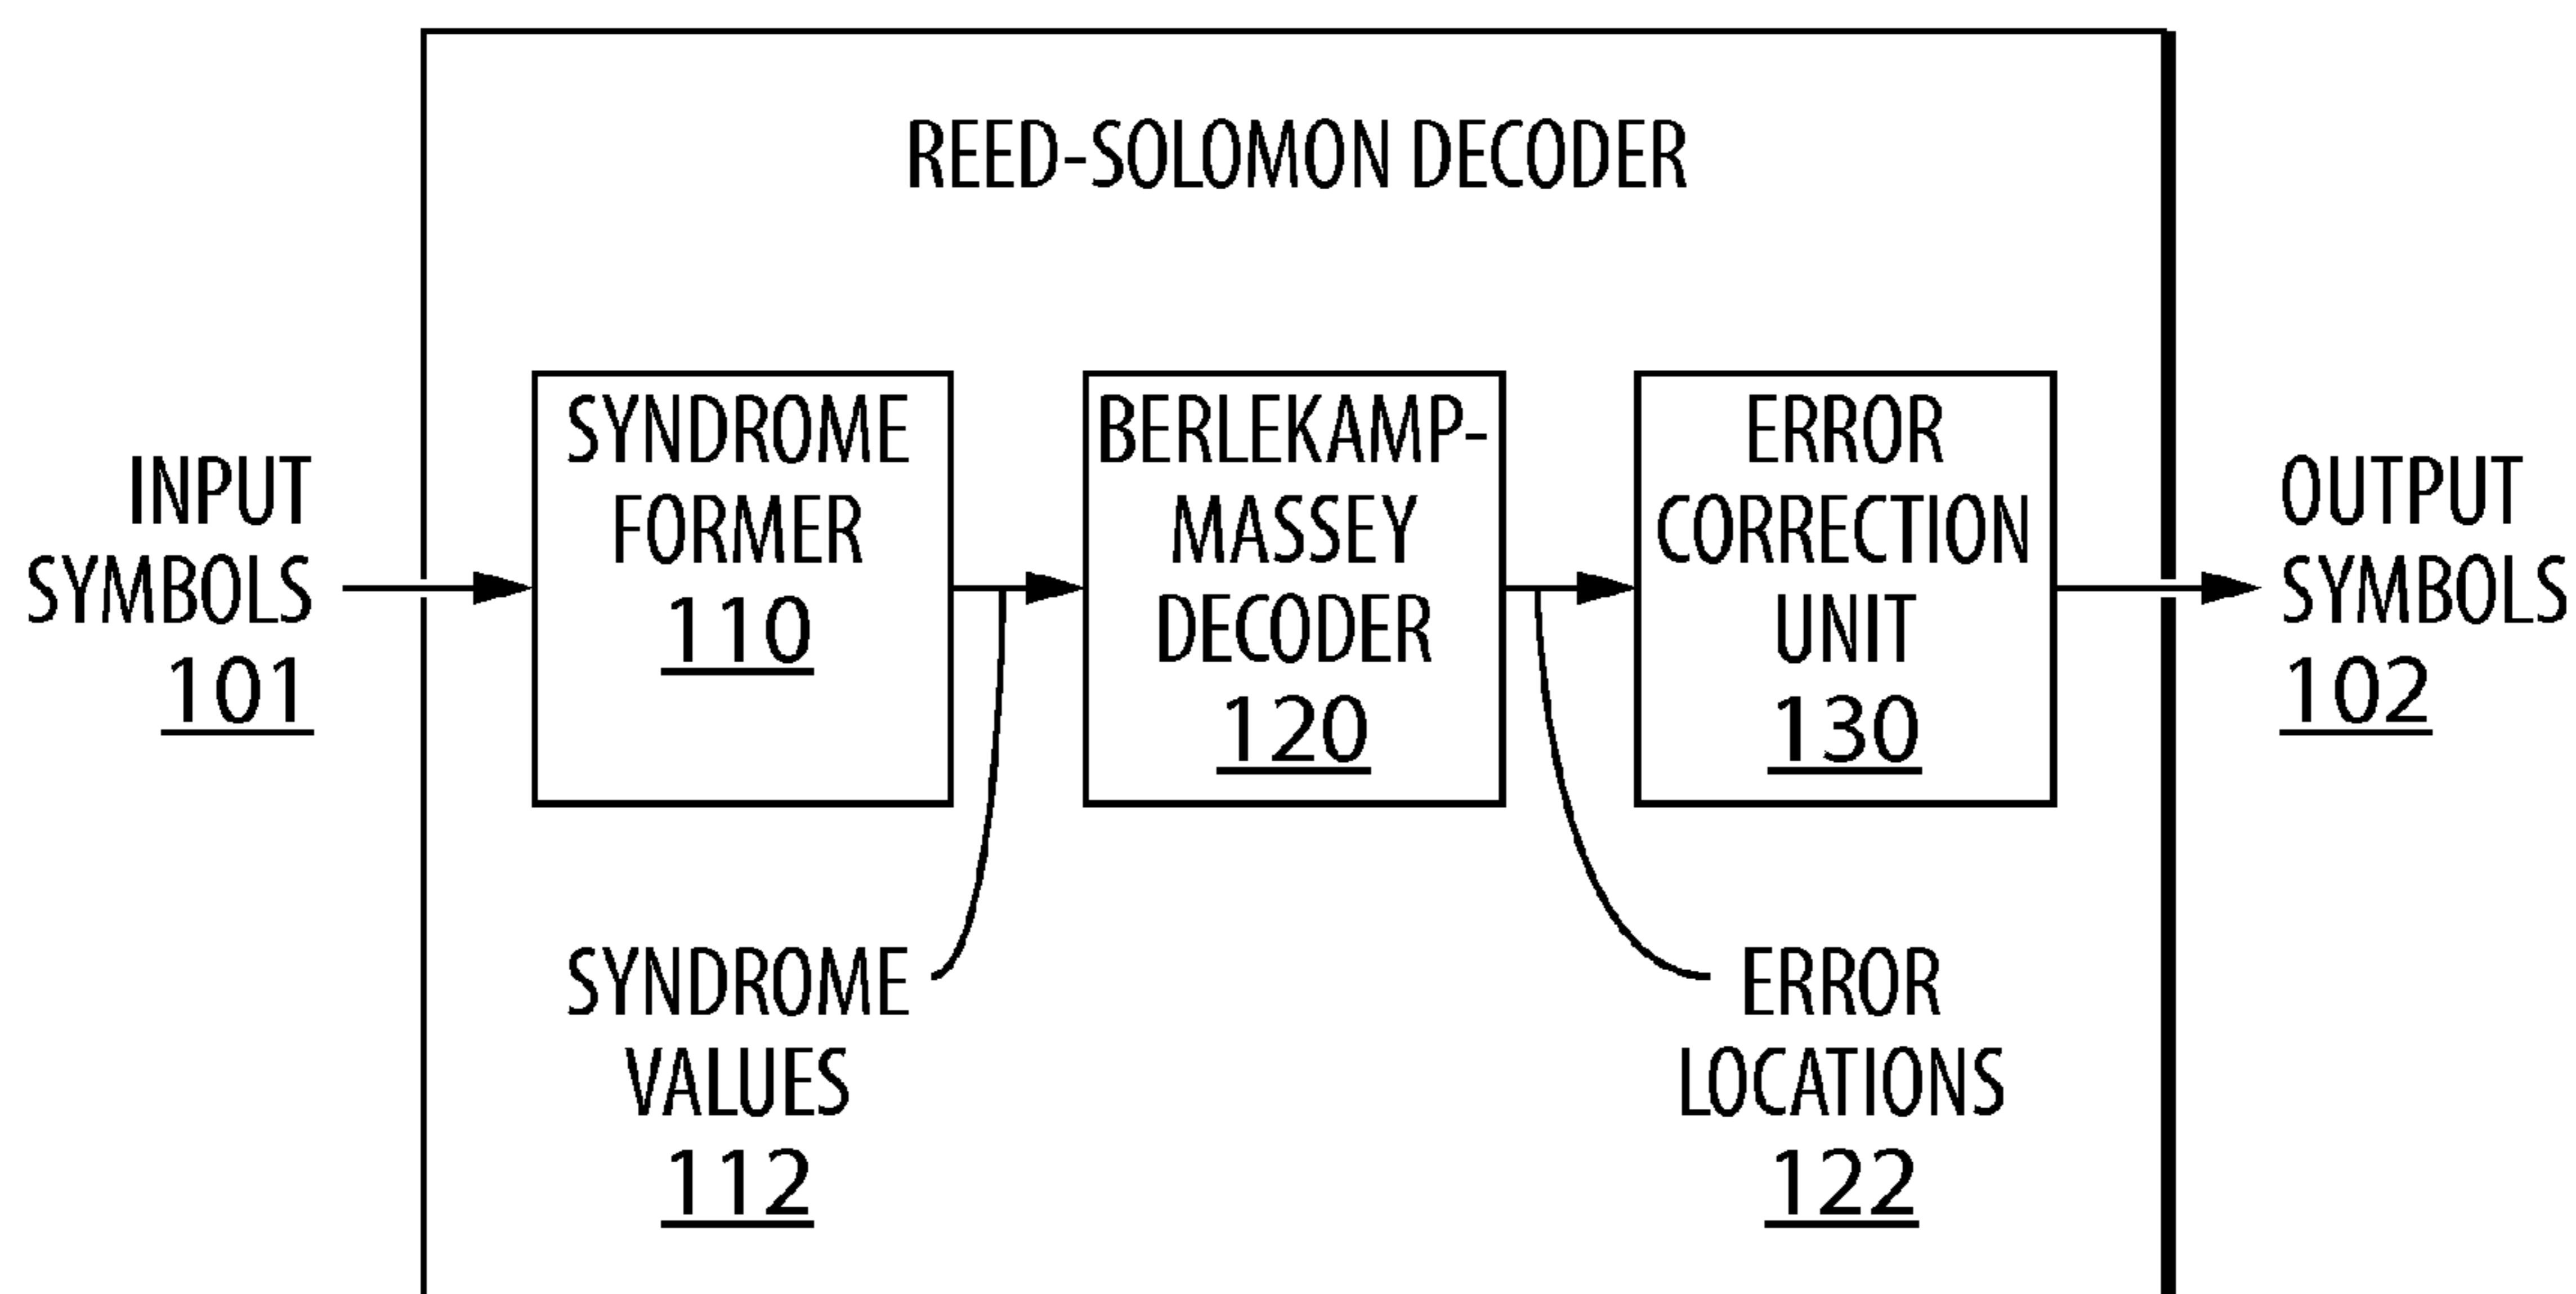 REED-SOLOMON DECODER
INPUT
SYMBOLS
101
SYNDROME
FORMER
110
BERLEKAMP-
MASSEY
DECODER
120
ERROR
CORRECTION
UNIT
130
OUTPUT
SYMBOLS
102
SYNDROME
VALUES
112
ERROR
LOCATIONS
122